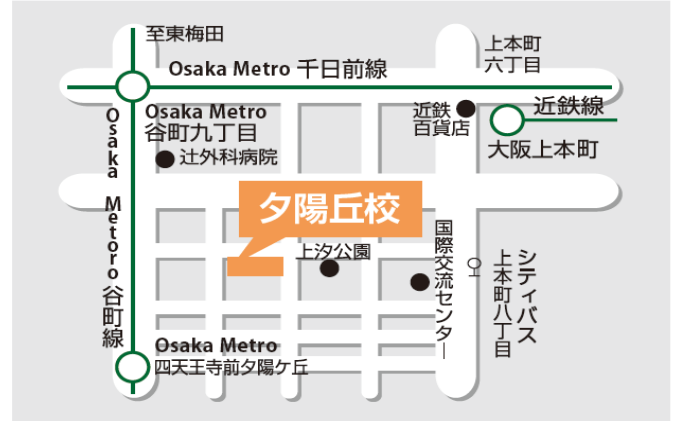 至東梅田
Osaka Metro 千日前線
上本町
六丁目
Osaka Metro
谷町九丁目
辻外科病院
近鉄
百貨店
近鉄線
大阪上本町
Osaka Metoro 谷町線
夕陽丘校
上汐公園
国際交流センター
シティバス
上本町八丁目
Osaka Metro
四天王寺前夕陽ケ丘